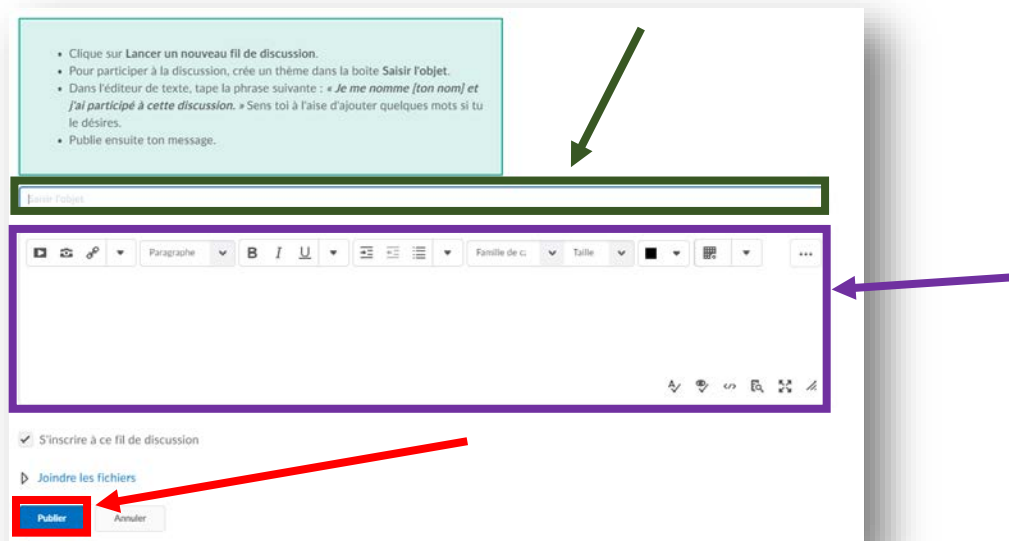 • Clique sur Lancer un nouveau fil de discussion.
• Pour participer à la discussion, crée un thème dans la boite Saisir l'objet.
• Dans l'éditeur de texte, tape la phrase suivante : « Je me nomme [ton nom] et
j'ai participé à cette discussion. » Sens toi à l'aise d'ajouter quelques mots si tu
le désires.
• Publie ensuite ton message.
Saisir l'objet
Paragraphe B I U Famille de c Taille ...
S'inscrire à ce fil de discussion
Joindre les fichiers
Publier Annuler